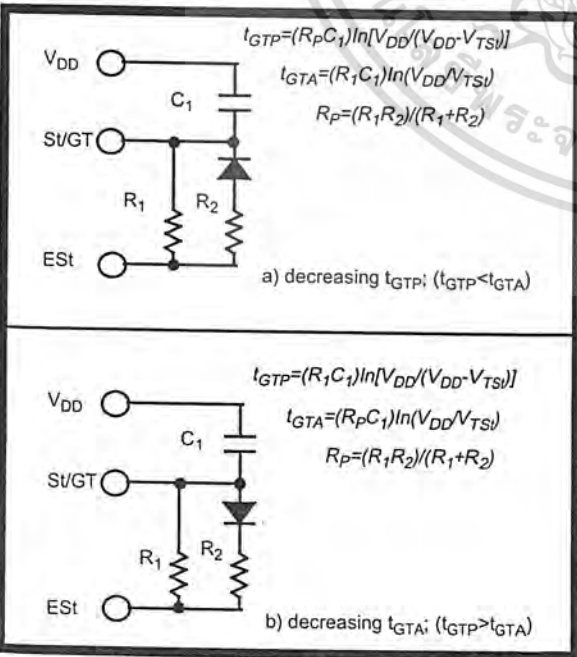 t_GTP=(R_PC_1)ln[V_DD/(V_DD-V_TSt)]
V_DD
t_GTA=(R_1C_1)ln(V_DD/V_TSt)
C_1
R_P=(R_1R_2)/(R_1+R_2)
St/GT
R_1
R_2
ESt
a) decreasing t_GTP; (t_GTP<t_GTA)
t_GTP=(R_1C_1)ln[V_DD/(V_DD-V_TSt)]
V_DD
t_GTA=(R_PC_1)ln(V_DD/V_TSt)
C_1
R_P=(R_1R_2)/(R_1+R_2)
St/GT
R_1
R_2
ESt
b) decreasing t_GTA; (t_GTP>t_GTA)